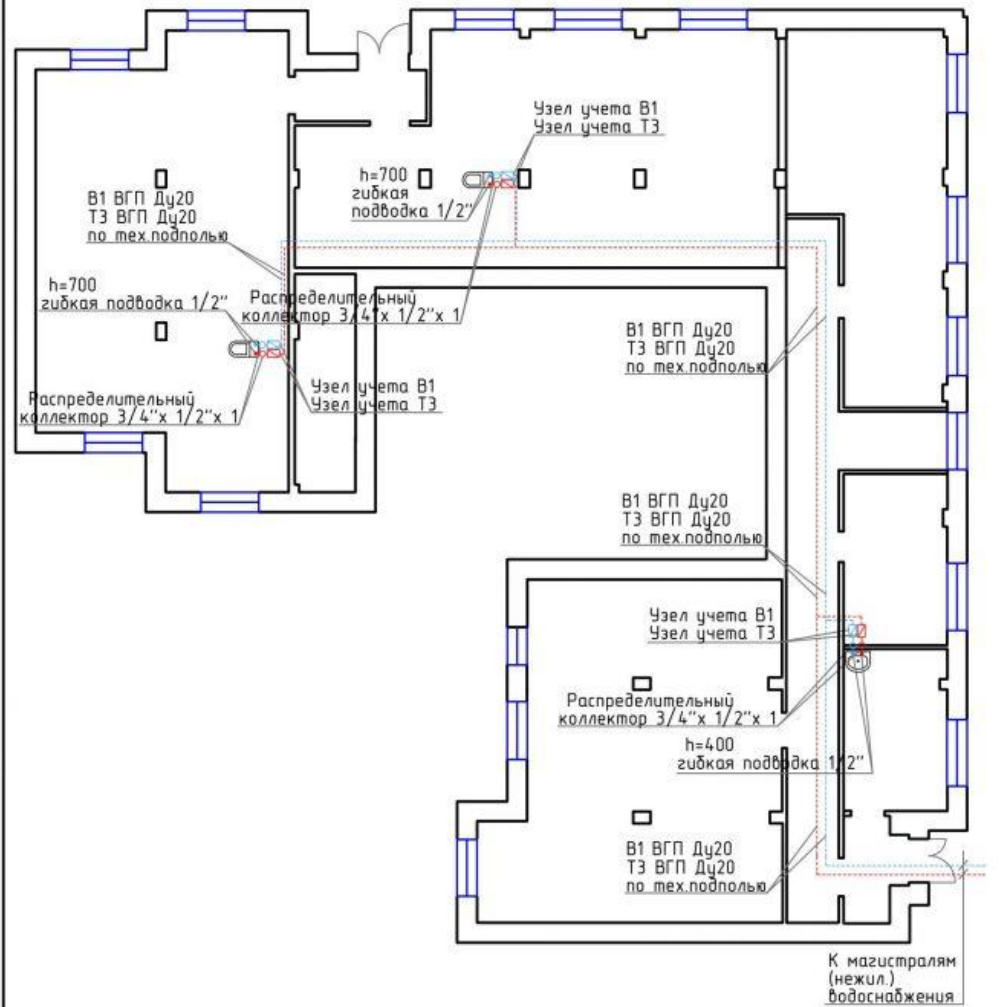 Узел учета В1
Узел учета Т3
h=700
гибкая
подводка 1/2"
В1 ВГП Ду20
Т3 ВГП Ду20
по тех.подполью
h=700
гибкая подводка 1/2"
Распределительный
коллектор 3/4"х 1/2"х 1
В1 ВГП Ду20
Т3 ВГП Ду20
по тех.подполью
Узел учета В1
Узел учета Т3
Распределительный
коллектор 3/4"х 1/2"х 1
В1 ВГП Ду20
Т3 ВГП Ду20
по тех.подполью
Узел учета В1
Узел учета Т3
Распределительный
коллектор 3/4"х 1/2"х 1
h=400
гибкая подводка 1/2"
В1 ВГП Ду20
Т3 ВГП Ду20
по тех.подполью
К магистралям
(нежил.)
водоснабжения